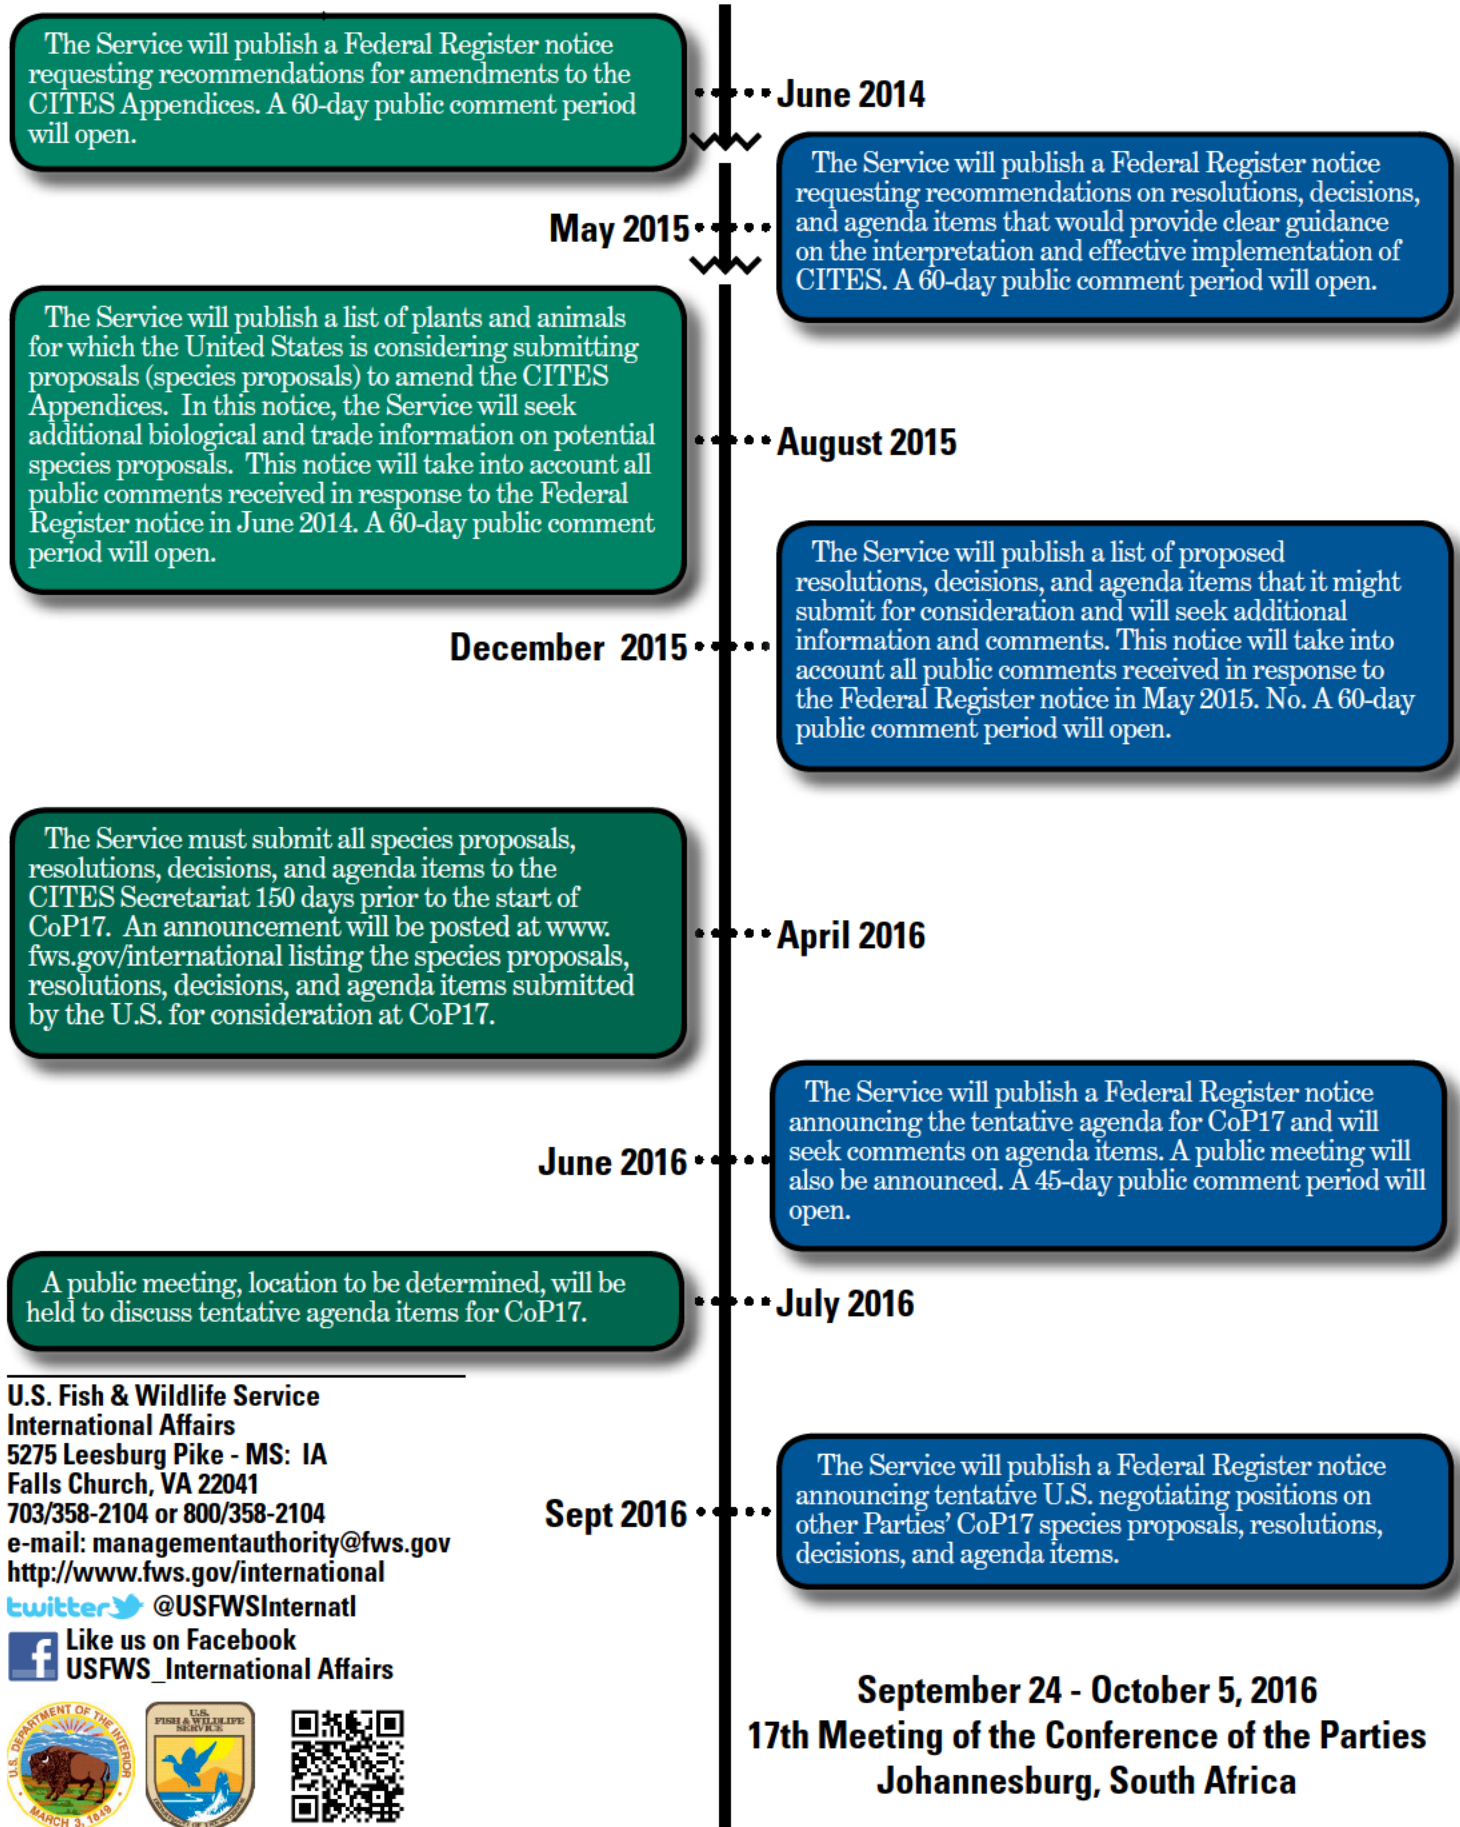 The Service will publish a Federal Register notice
requesting recommendations for amendments to the
CITES Appendices. A 60-day public comment period
will open.
June 2014
The Service will publish a Federal Register notice
requesting recommendations on resolutions, decisions,
and agenda items that would provide clear guidance
on the interpretation and effective implementation of
CITES. A 60-day public comment period will open.
May 2015
The Service will publish a list of plants and animals
for which the United States is considering submitting
proposals (species proposals) to amend the CITES
Appendices.  In this notice, the Service will seek
additional biological and trade information on potential
species proposals.  This notice will take into account all
public comments received in response to the Federal
Register notice in June 2014. A 60-day public comment
period will open.
August 2015
The Service will publish a list of proposed
resolutions, decisions, and agenda items that it might
submit for consideration and will seek additional
information and comments. This notice will take into
account all public comments received in response to
the Federal Register notice in May 2015. No. A 60-day
public comment period will open.
December  2015
The Service must submit all species proposals,
resolutions, decisions, and agenda items to the
CITES Secretariat 150 days prior to the start of
CoP17.  An announcement will be posted at www.
fws.gov/international listing the species proposals,
resolutions, decisions, and agenda items submitted
by the U.S. for consideration at CoP17.
April 2016
The Service will publish a Federal Register notice
announcing the tentative agenda for CoP17 and will
seek comments on agenda items. A public meeting will
also be announced. A 45-day public comment period will
open.
June 2016
A public meeting, location to be determined, will be
held to discuss tentative agenda items for CoP17.
July 2016
The Service will publish a Federal Register notice
announcing tentative U.S. negotiating positions on
other Parties’ CoP17 species proposals, resolutions,
decisions, and agenda items.
Sept 2016
U.S. Fish & Wildlife Service
International Affairs
5275 Leesburg Pike - MS:  IA
Falls Church, VA 22041
703/358-2104 or 800/358-2104
e-mail: managementauthority@fws.gov
http://www.fws.gov/international
twitter @USFWSInternatl
f Like us on Facebook
USFWS_International Affairs
U.S. DEPARTMENT OF THE INTERIOR
MARCH 3, 1849
U.S.
FISH & WILDLIFE
SERVICE
DEPARTMENT OF THE INTERIOR
September 24 - October 5, 2016
17th Meeting of the Conference of the Parties
Johannesburg, South Africa